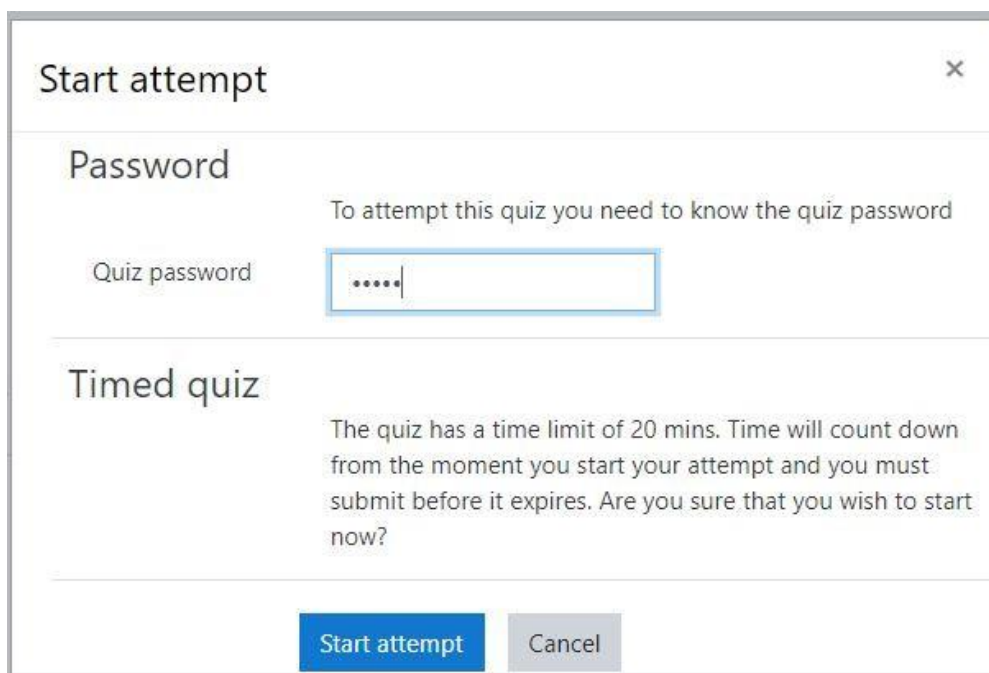 Start attempt
×
Password
To attempt this quiz you need to know the quiz password
Quiz password
•••••
Timed quiz
The quiz has a time limit of 20 mins. Time will count down
from the moment you start your attempt and you must
submit before it expires. Are you sure that you wish to start
now?
Start attempt
Cancel